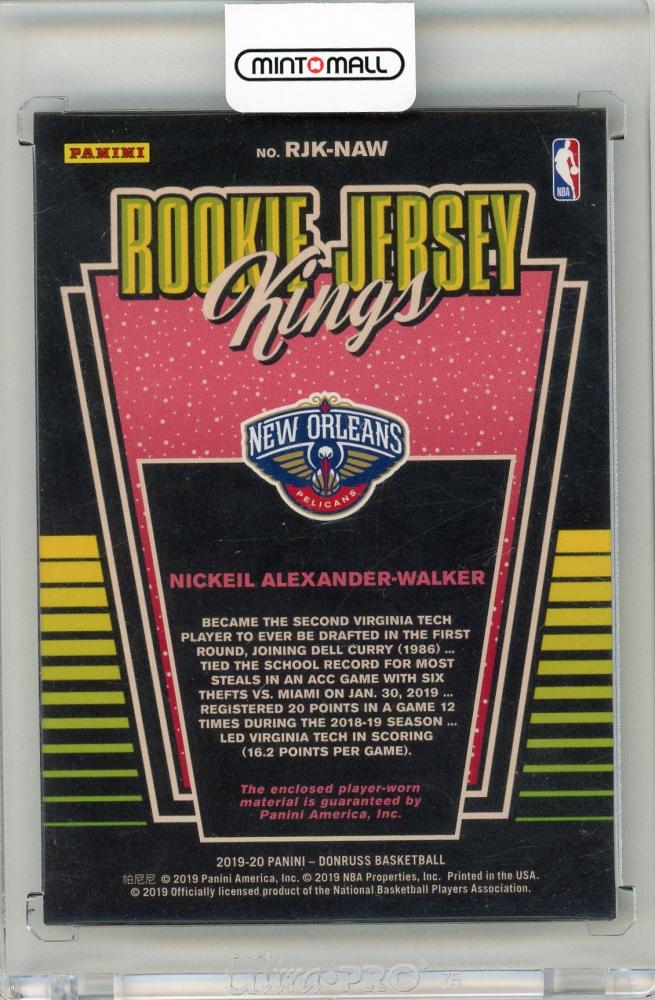 MINTOMALL
PANINI
NO. RJK-NAW
NBA
ROOKIE JERSEY
Kings
NEW ORLEANS
PELICANS
NICKEIL ALEXANDER-WALKER
BECAME THE SECOND VIRGINIA TECH
PLAYER TO EVER BE DRAFTED IN THE FIRST
ROUND, JOINING DELL CURRY (1986) ...
TIED THE SCHOOL RECORD FOR MOST
STEALS IN AN ACC GAME WITH SIX
THEFTS VS. MIAMI ON JAN. 30, 2019 ...
REGISTERED 20 POINTS IN A GAME 12
TIMES DURING THE 2018-19 SEASON ...
LED VIRGINIA TECH IN SCORING
(16.2 POINTS PER GAME).
The enclosed player-worn
material is guaranteed by
Panini America, Inc.
2019-20 PANINI – DONRUSS BASKETBALL
帕尼尼 © 2019 Panini America, Inc. © 2019 NBA Properties, Inc. Printed in the USA.
© 2019 Officially licensed product of the National Basketball Players Association.
Ultra·PRO 75